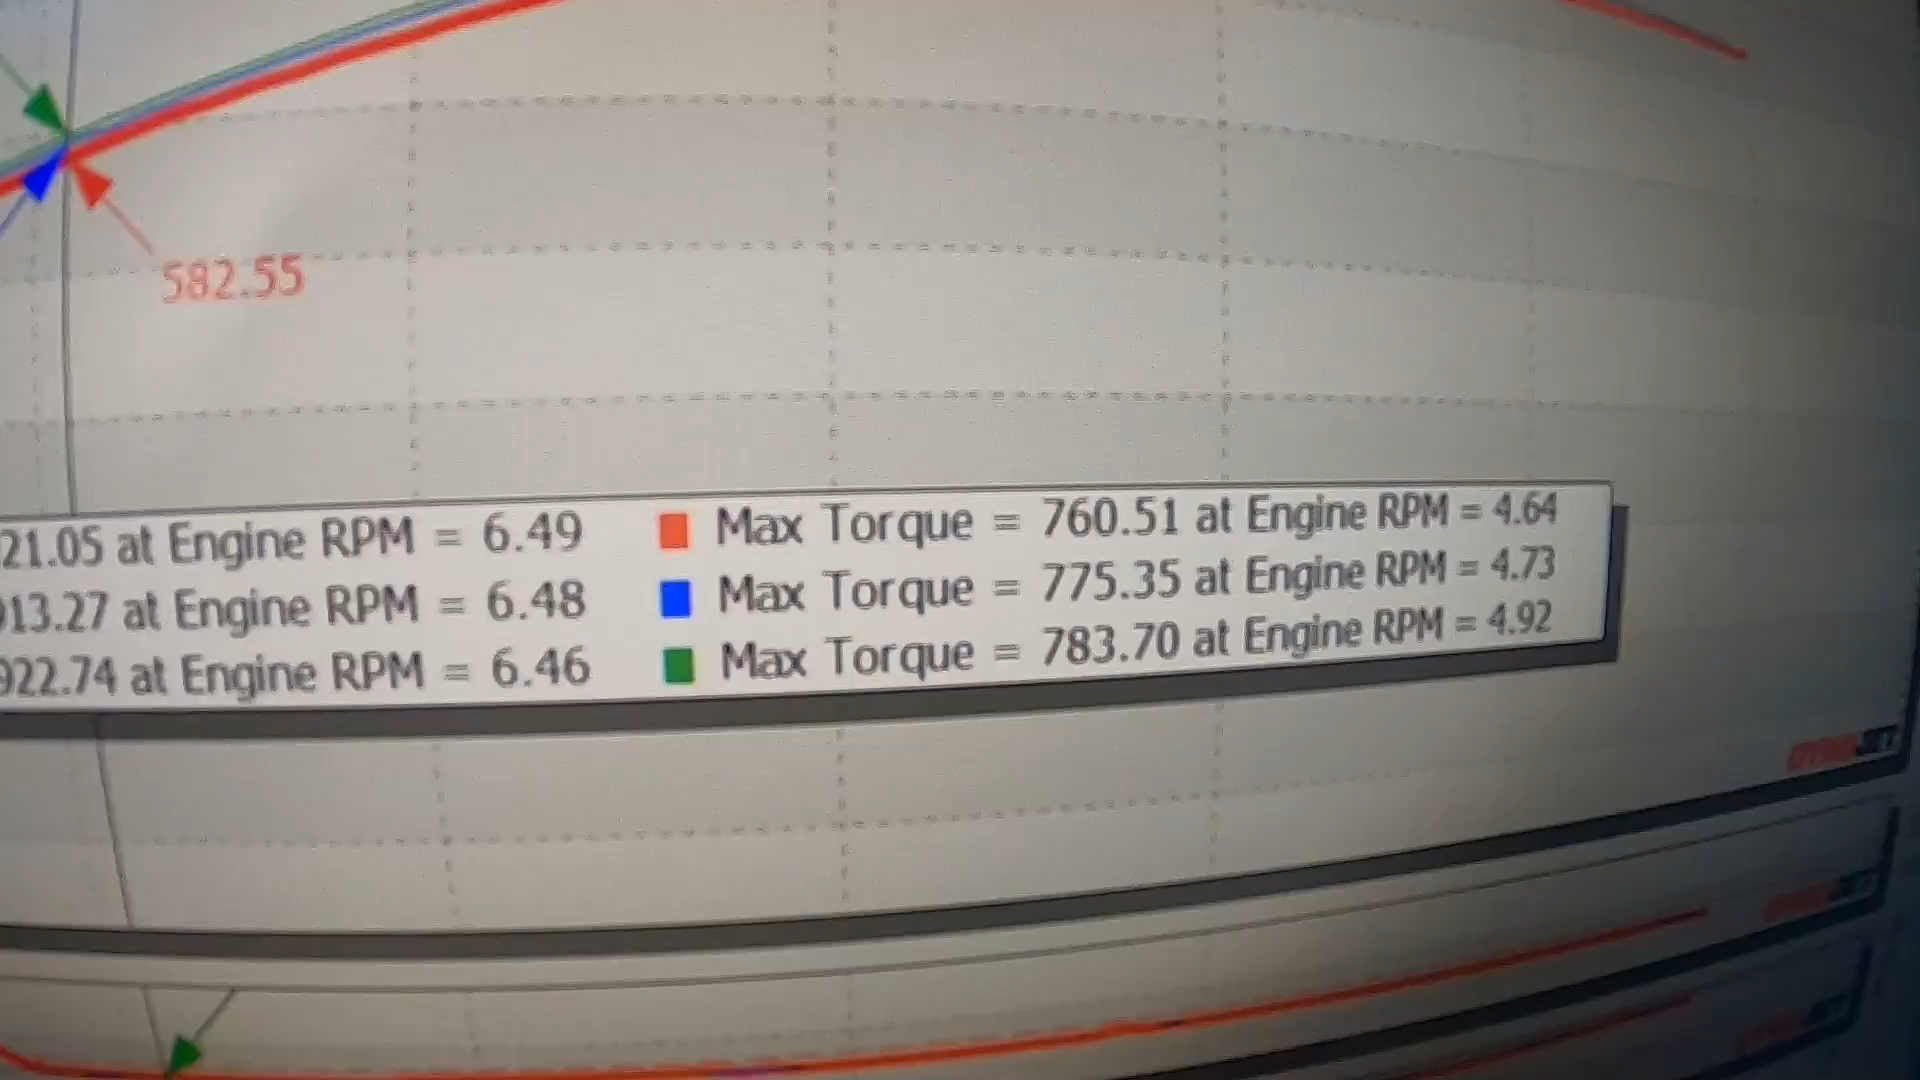 582.55
21.05 at Engine RPM = 6.49 Max Torque = 760.51 at Engine RPM = 4.64
913.27 at Engine RPM = 6.48 Max Torque = 775.35 at Engine RPM = 4.73
922.74 at Engine RPM = 6.46 Max Torque = 783.70 at Engine RPM = 4.92